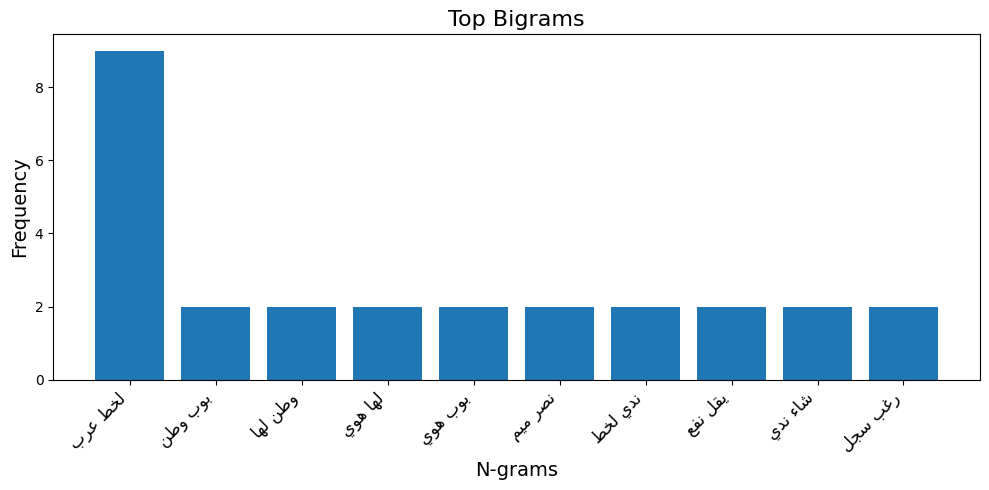 Top Bigrams
Frequency
8
6
4
2
0
لخط عرب
بوب وطن
وطن لها
لها هوي
بوب هوي
نصر ميم
ندي لخط
يقل نفع
شاء ندي
رغب سجل
N-grams